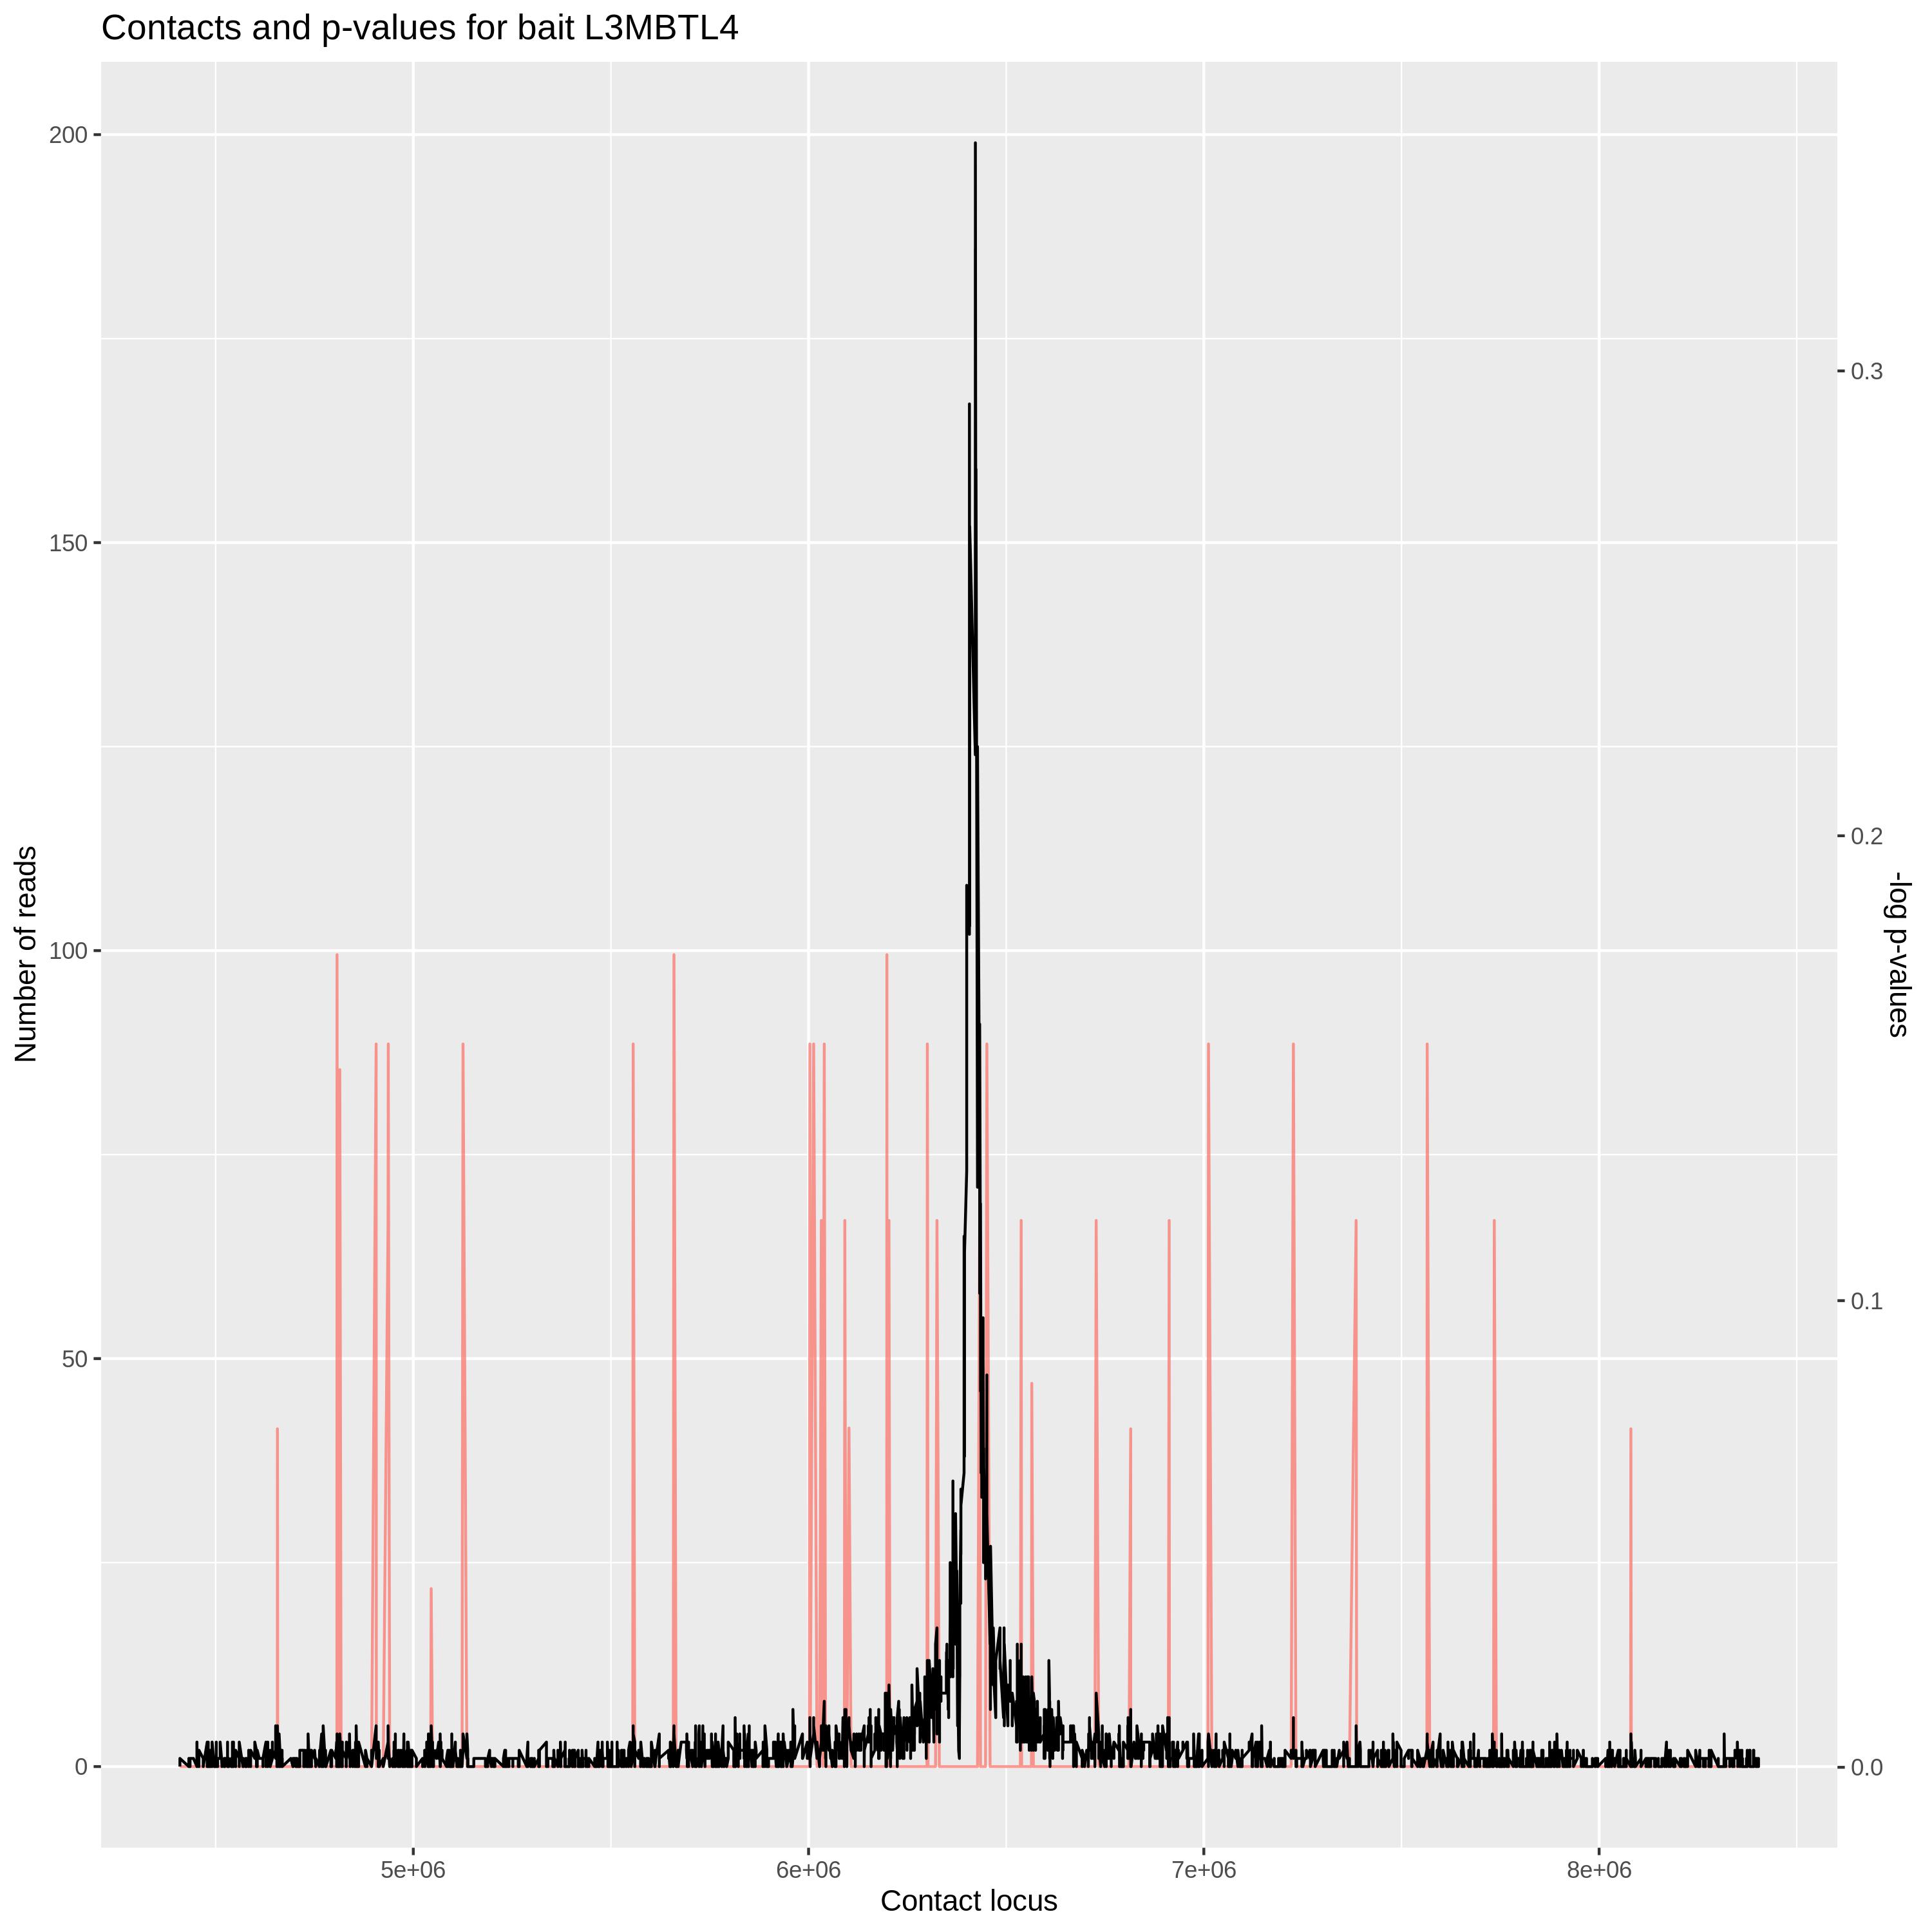 Contacts and p-values for bait L3MBTL4
200
150
100
50
0
Number of reads
0.3
0.2
0.1
0.0
-log p-values
5e+06 6e+06 7e+06 8e+06
Contact locus